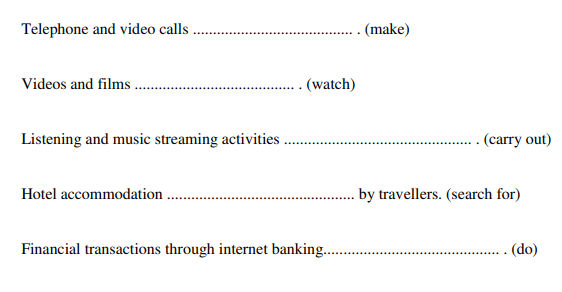 Telephone and video calls ........................................ . (make)
Videos and films ........................................ . (watch)
Listening and music streaming activities ............................................... . (carry out)
Hotel accommodation ............................................... by travellers. (search for)
Financial transactions through internet banking............................................ . (do)